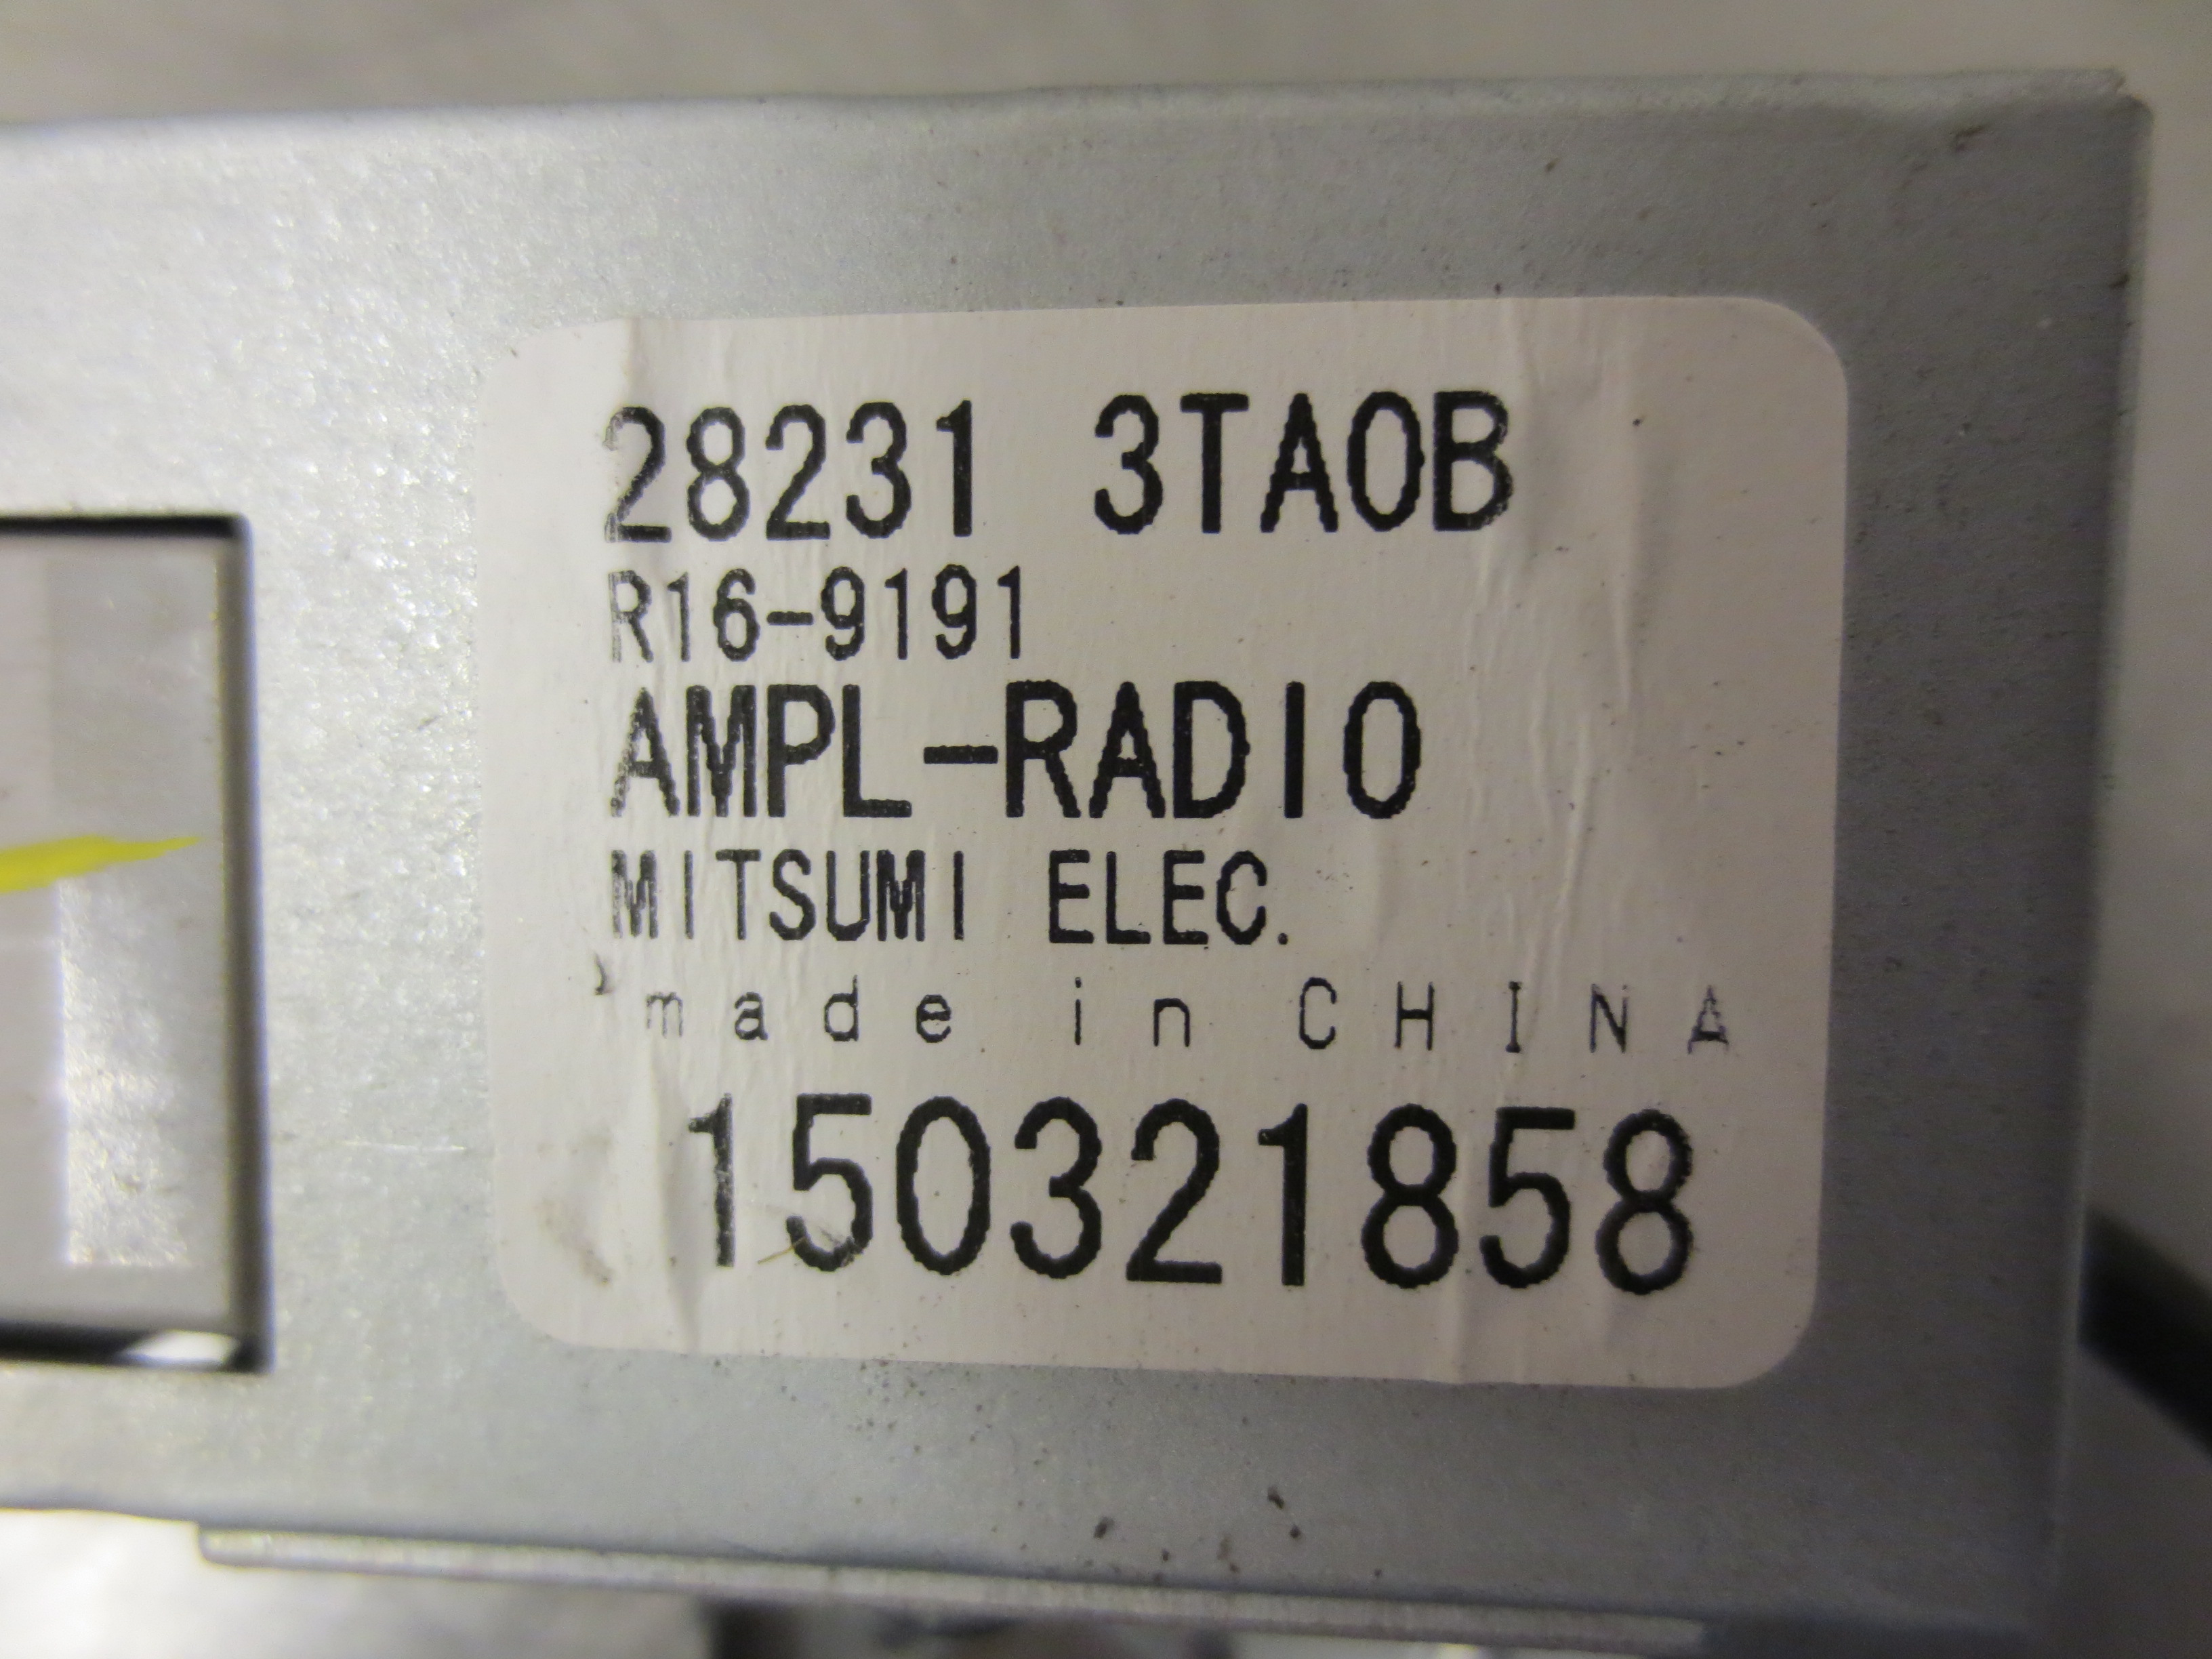 28231 3TA0B
R16-9191
AMPL-RADIO
MITSUMI ELEC.
made in CHINA
150321858